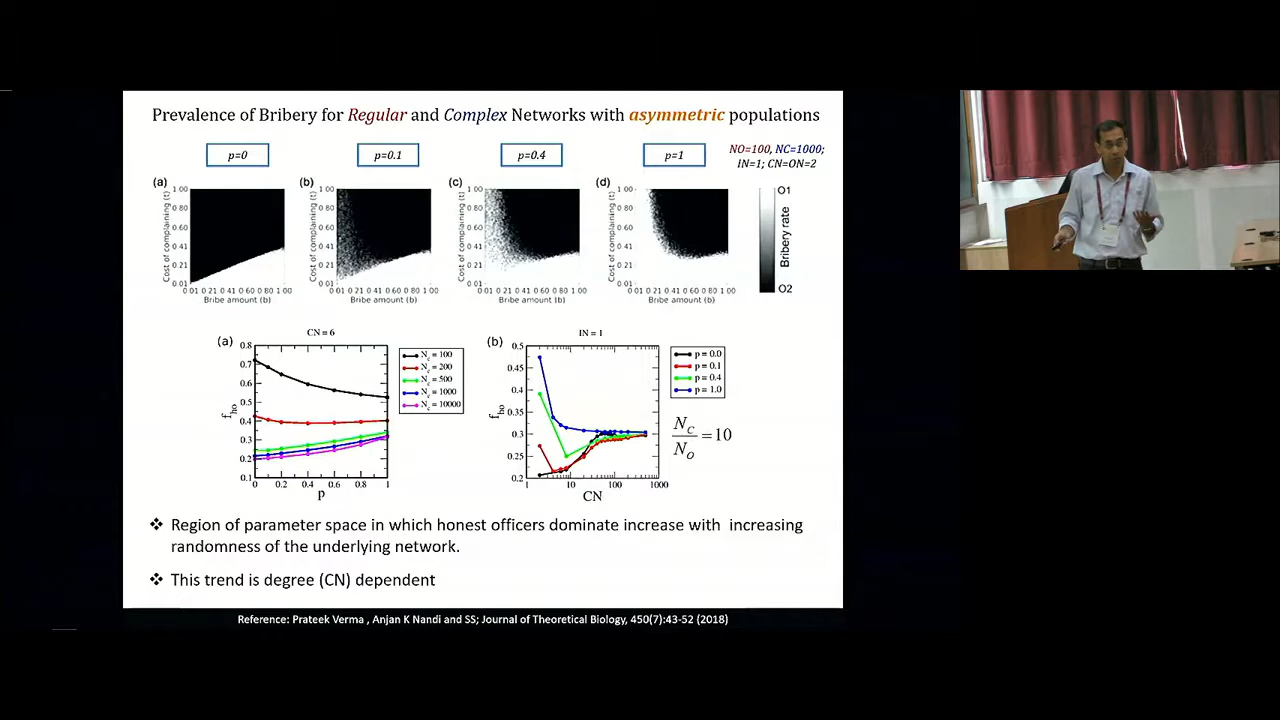 Prevalence of Bribery for Regular and Complex Networks with asymmetric populations
p=0
p=0.1
p=0.4
p=1
NO=100, NC=1000;
IN=1; CN=ON=2
(a)
(b)
(c)
(d)
Cost of complaining (t)
1 00
0 80
0 60
0 41
0 21
0.01
0 01 0 21 0 41 0 60 0 80 1 00
Bribe amount (b)
Bribe amount (b)
Bribe amount (b)
Bribe amount (b)
O1
Bribery rate
O2
(a)
CN = 6
f_ho
0.8
0.7
0.6
0.5
0.4
0.3
0.2
0.1
0 0.2 0.4 0.6 0.8 1
p
N_c = 100
N_c = 200
N_c = 500
N_c = 1000
N_c = 10000
(b)
IN = 1
f_ho
0.5
0.45
0.4
0.35
0.3
0.25
0.2
1 10 100 1000
CN
p = 0.0
p = 0.1
p = 0.4
p = 1.0
N_C / N_O = 10
❖ Region of parameter space in which honest officers dominate increase with increasing
randomness of the underlying network.
❖ This trend is degree (CN) dependent
Reference: Prateek Verma , Anjan K Nandi and SS; Journal of Theoretical Biology, 450(7):43-52 (2018)